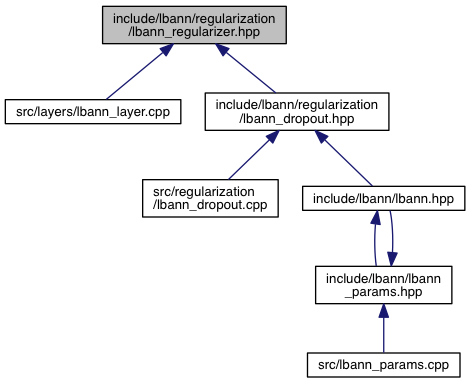 include/lbann/regularization
/lbann_regularizer.hpp
src/layers/lbann_layer.cpp
include/lbann/regularization
/lbann_dropout.hpp
src/regularization
/lbann_dropout.cpp
include/lbann/lbann.hpp
include/lbann/lbann
_params.hpp
src/lbann_params.cpp